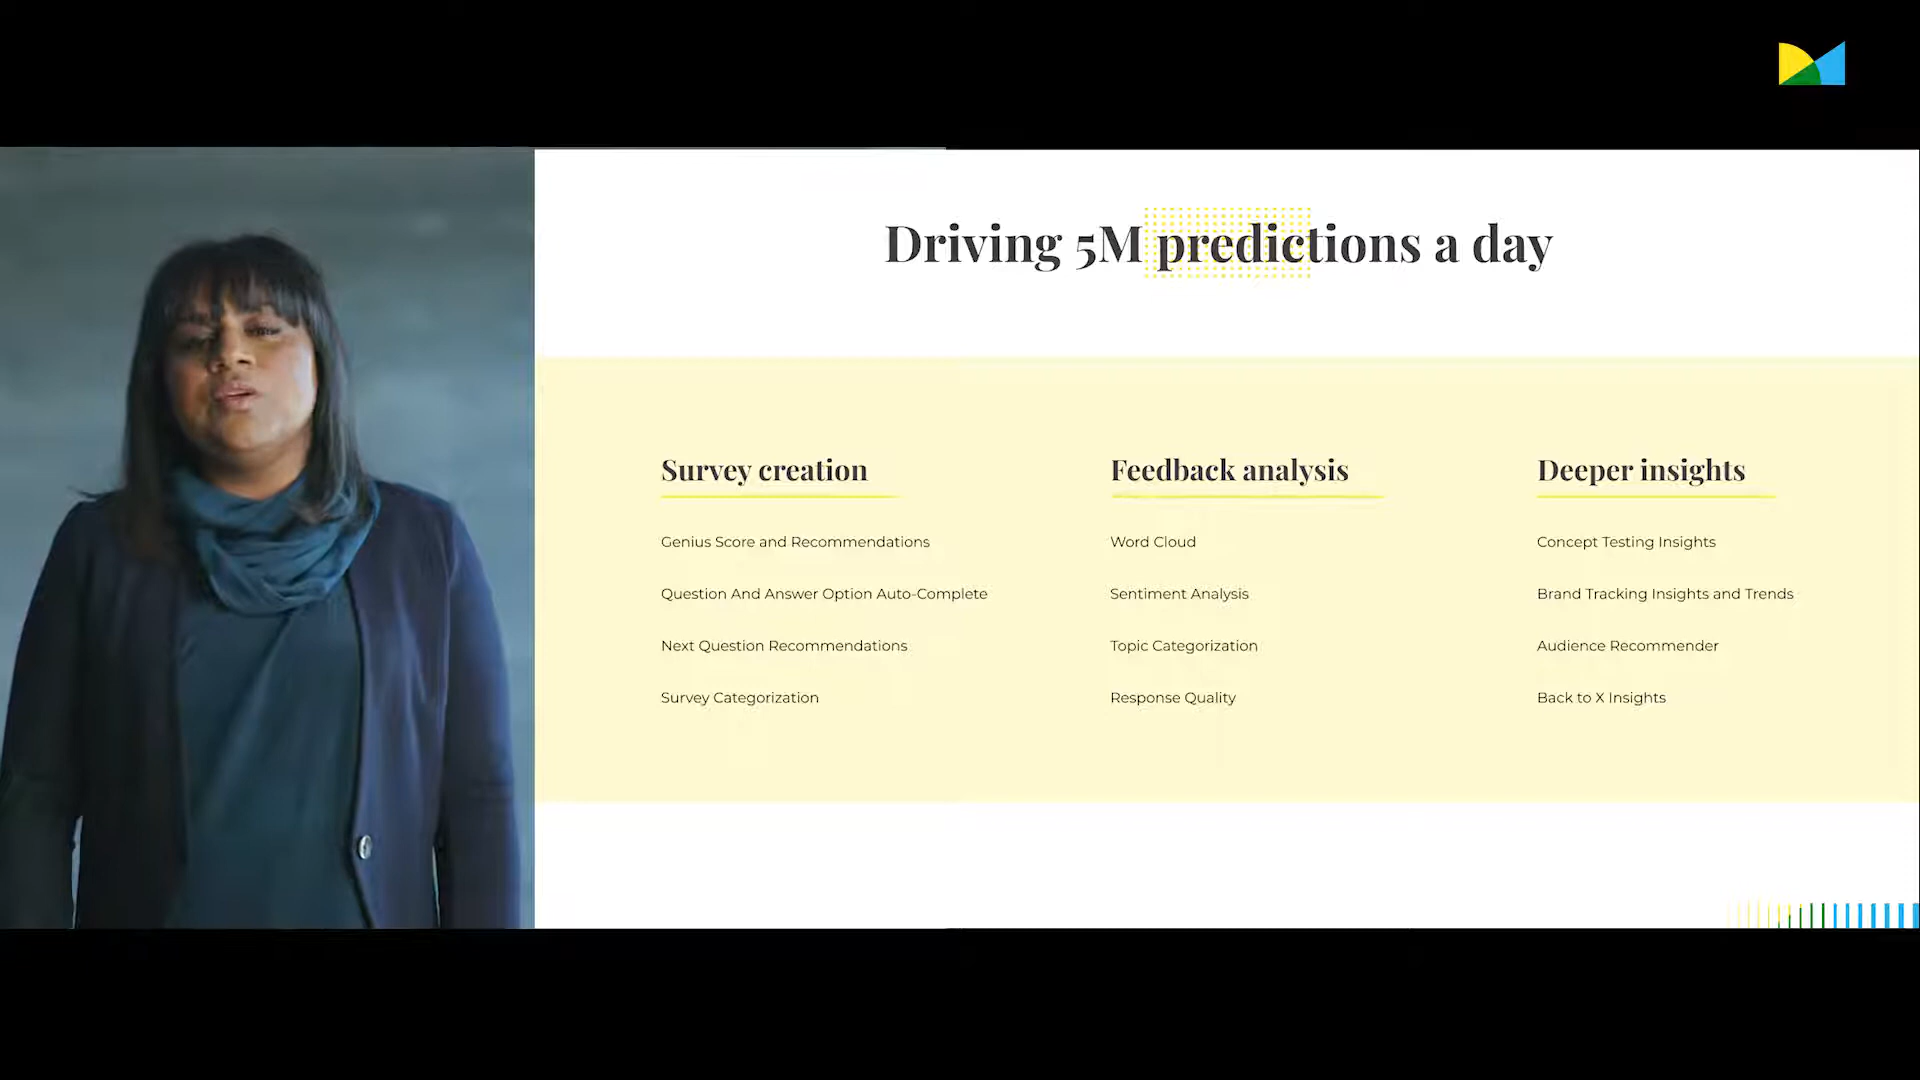 Driving 5M predictions a day
Survey creation
Genius Score and Recommendations
Question And Answer Option Auto-Complete
Next Question Recommendations
Survey Categorization
Feedback analysis
Word Cloud
Sentiment Analysis
Topic Categorization
Response Quality
Deeper insights
Concept Testing Insights
Brand Tracking Insights and Trends
Audience Recommender
Back to X Insights